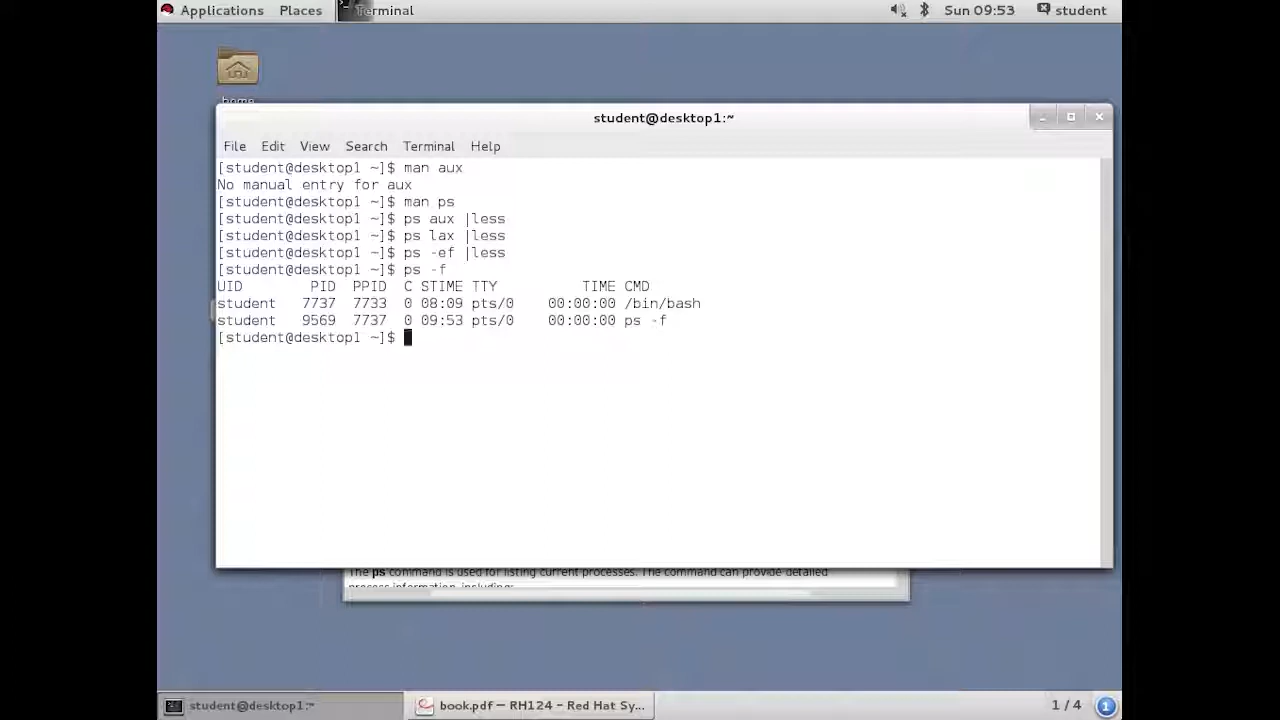 Applications Places Terminal Sun 09:53 student
home
student@desktop1:~
File Edit View Search Terminal Help
[student@desktop1 ~]$ man aux
No manual entry for aux
[student@desktop1 ~]$ man ps
[student@desktop1 ~]$ ps aux |less
[student@desktop1 ~]$ ps lax |less
[student@desktop1 ~]$ ps -ef |less
[student@desktop1 ~]$ ps -f
UID PID PPID C STIME TTY TIME CMD
student 7737 7733 0 08:09 pts/0 00:00:00 /bin/bash
student 9569 7737 0 09:53 pts/0 00:00:00 ps -f
[student@desktop1 ~]$
The ps command is used for listing current processes. The command can provide detailed
process information, including:
student@desktop1:~ book.pdf — RH124 – Red Hat Sy... 1 / 4 1